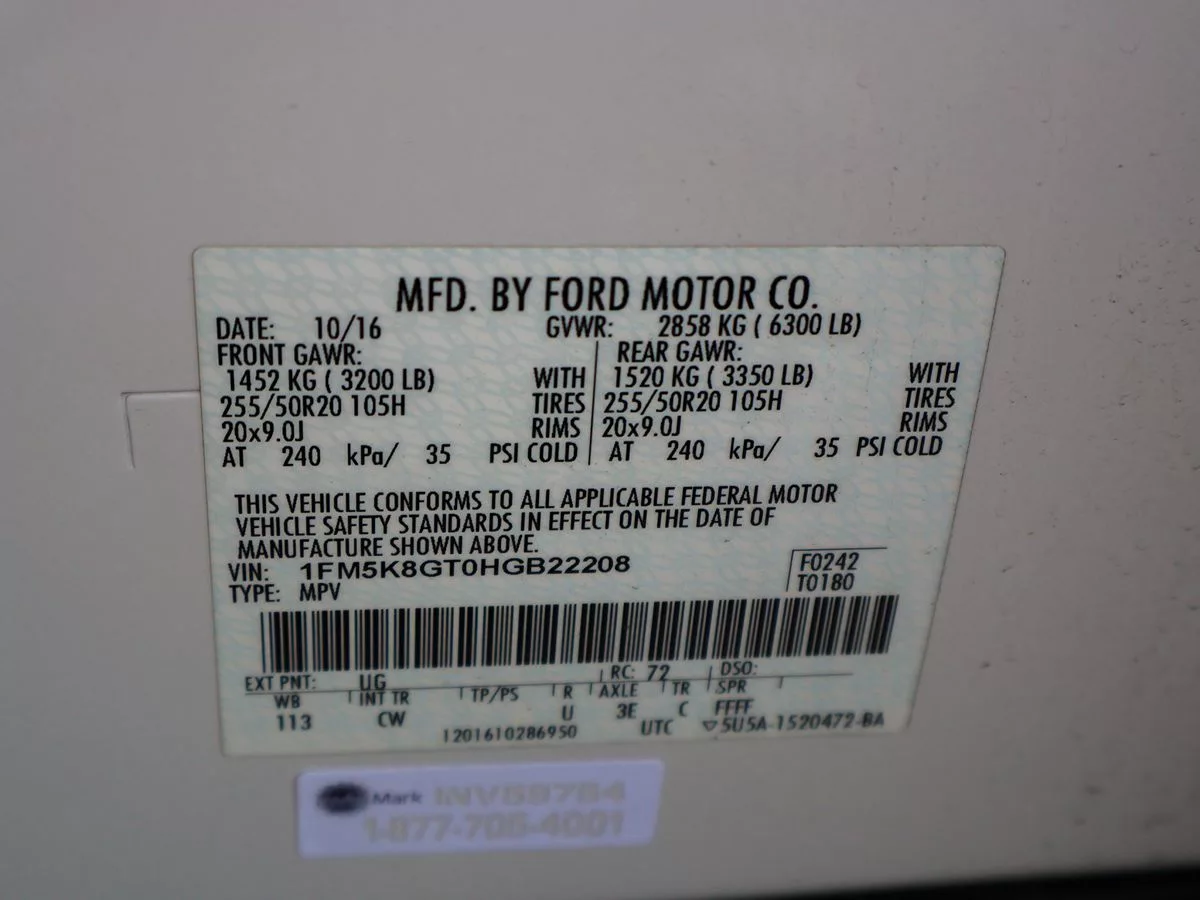 MFD. BY FORD MOTOR CO.
DATE: 10/16 GVWR: 2858 KG ( 6300 LB)
FRONT GAWR: REAR GAWR:
1452 KG ( 3200 LB) WITH 1520 KG ( 3350 LB) WITH
255/50R20 105H TIRES 255/50R20 105H TIRES
20x9.0J RIMS 20x9.0J RIMS
AT 240 kPa/ 35 PSI COLD AT 240 kPa/ 35 PSI COLD
THIS VEHICLE CONFORMS TO ALL APPLICABLE FEDERAL MOTOR
VEHICLE SAFETY STANDARDS IN EFFECT ON THE DATE OF
MANUFACTURE SHOWN ABOVE.
VIN: 1FM5K8GT0HGB22208 F0242
TYPE: MPV T0180
EXT PNT: UG RC: 72 DSO:
WB INT TR TP/PS R AXLE TR SPR
113 CW U 3E C FFFF
1201610286950 UTC ▽5U5A-1520472-BA
Mark
1-877-706-4001